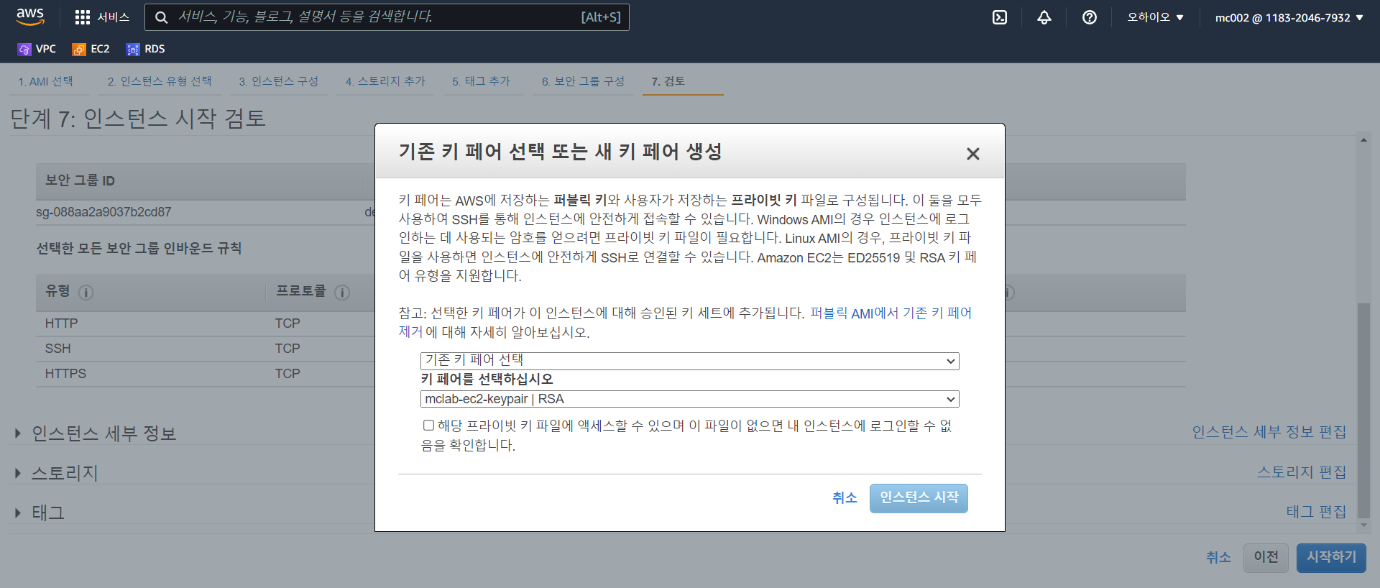 aws
서비스
서비스, 기능, 블로그, 설명서 등을 검색합니다.
[Alt+S]
오하이오 ▼
mc002 @ 1183-2046-7932 ▼
VPC
EC2
RDS
1. AMI 선택
2. 인스턴스 유형 선택
3. 인스턴스 구성
4. 스토리지 추가
5. 태그 추가
6. 보안 그룹 구성
7. 검토
단계 7: 인스턴스 시작 검토
보안 그룹 ID
sg-088aa2a9037b2cd87
de
선택한 모든 보안 그룹 인바운드 규칙
유형
프로토콜
HTTP
TCP
SSH
TCP
HTTPS
TCP
인스턴스 세부 정보
인스턴스 세부 정보 편집
스토리지
스토리지 편집
태그
태그 편집
기존 키 페어 선택 또는 새 키 페어 생성
키 페어는 AWS에 저장하는 퍼블릭 키와 사용자가 저장하는 프라이빗 키 파일로 구성됩니다. 이 둘을 모두
사용하여 SSH를 통해 인스턴스에 안전하게 접속할 수 있습니다. Windows AMI의 경우 인스턴스에 로그
인하는 데 사용되는 암호를 얻으려면 프라이빗 키 파일이 필요합니다. Linux AMI의 경우, 프라이빗 키 파
일을 사용하면 인스턴스에 안전하게 SSH로 연결할 수 있습니다. Amazon EC2는 ED25519 및 RSA 키 페
어 유형을 지원합니다.
참고: 선택한 키 페어가 이 인스턴스에 대해 승인된 키 세트에 추가됩니다. 퍼블릭 AMI에서 기존 키 페어
제거 에 대해 자세히 알아보십시오.
기존 키 페어 선택
키 페어를 선택하십시오
mclab-ec2-keypair | RSA
해당 프라이빗 키 파일에 액세스할 수 있으며 이 파일이 없으면 내 인스턴스에 로그인할 수 없
음을 확인합니다.
취소
인스턴스 시작
취소
이전
시작하기